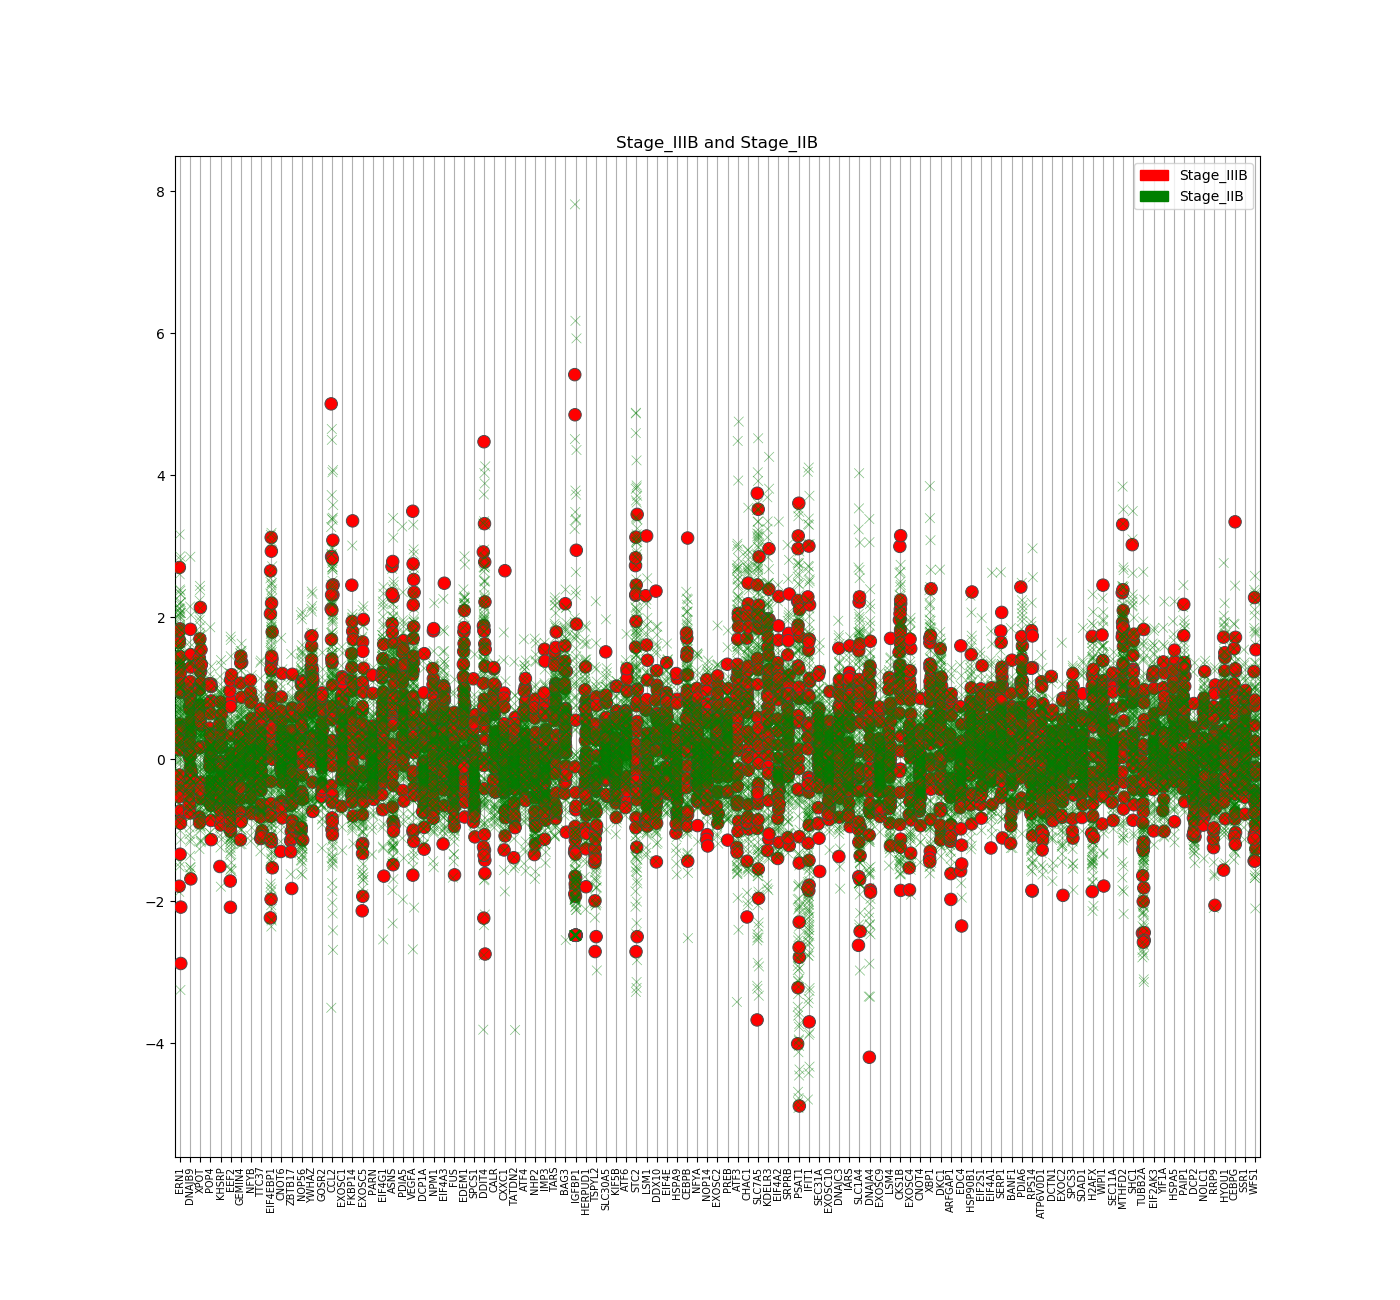 Stage_IIIB and Stage_IIB
Stage_IIIB
Stage_IIB
8
6
4
2
0
−2
−4
ERN1
DNAJB9
XPOT
POP4
KHSRP
EEF2
GEMIN4
NFYB
TTC37
EIF4EBP1
CNOT6
ZBTB17
NOP56
YWHAZ
GOSR2
CCL2
EXOSC1
FKBP14
EXOSC5
PARN
EIF4G1
ASNS
PDIA5
VEGFA
DCP1A
NPM1
EIF4A3
FUS
EDEM1
SPCS1
DDIT4
CALR
CXXC1
TATDN2
ATF4
NHP2
IMP3
TARS
BAG3
IGFBP1
HERPUD1
TSPYL2
SLC30A5
KIF5B
ATF6
STC2
LSM1
DDX10
EIF4E
HSPA9
CEBPB
NFYA
NOP14
EXOSC2
PREB
ATF3
CHAC1
SLC7A5
KDELR3
EIF4A2
SRPRB
PSAT1
IFIT1
SEC31A
EXOSC10
DNAJC3
IARS
SLC1A4
DNAJA4
EXOSC9
LSM4
CKS1B
EXOSC4
CNOT4
XBP1
DKC1
ARFGAP1
EDC4
HSP90B1
EIF2S1
EIF4A1
SERP1
BANF1
PDIA6
RPS14
ATP6V0D1
DCTN1
EXOC2
SPCS3
SDAD1
H2AFX
WIPI1
SEC11A
MTHFD2
SHC1
TUBB2A
EIF2AK3
YIF1A
HSPA5
PAIP1
DCP2
NOLC1
RRP9
HYOU1
CEBPG
SSR1
WFS1